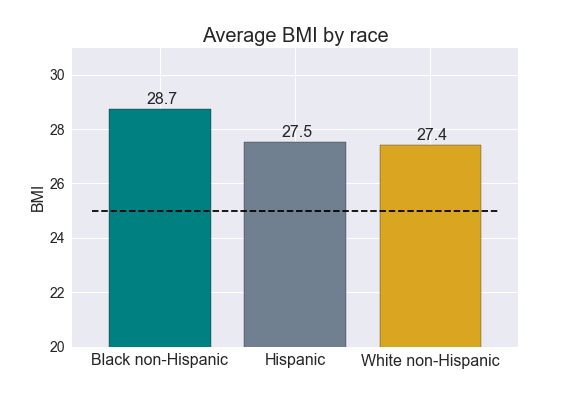 Average BMI by race
BMI
30
28
26
24
22
20
28.7
27.5
27.4
Black non-Hispanic
Hispanic
White non-Hispanic